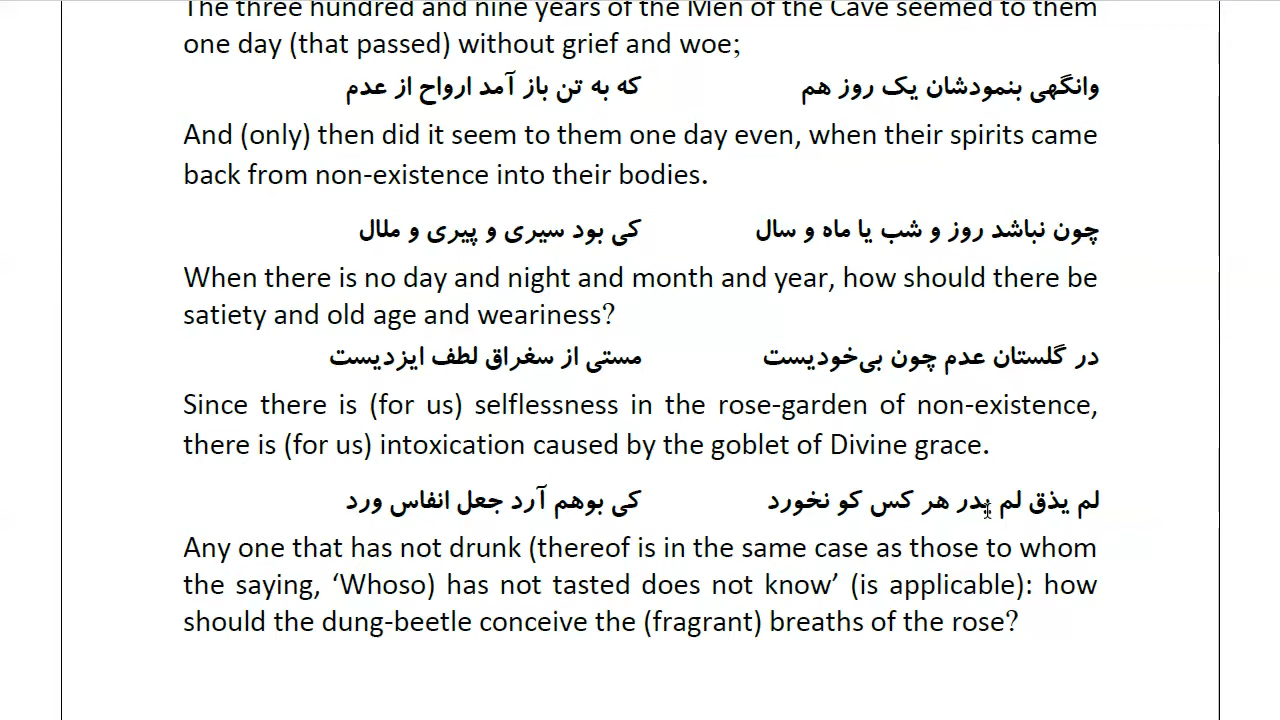 The three hundred and nine years of the Men of the Cave seemed to them
one day (that passed) without grief and woe;
وانگهی بنمودشان یک روز هم که به تن باز آمد ارواح از عدم
And (only) then did it seem to them one day even, when their spirits came
back from non-existence into their bodies.
چون نباشد روز و شب یا ماه و سال کی بود سیری و پیری و ملال
When there is no day and night and month and year, how should there be
satiety and old age and weariness?
در گلستان عدم چون بی‌خودیست مستی از سغراق لطف ایزدیست
Since there is (for us) selflessness in the rose-garden of non-existence,
there is (for us) intoxication caused by the goblet of Divine grace.
لم یذق لم یدر هر کس کو نخورد کی بوهم آرد جعل انفاس ورد
Any one that has not drunk (thereof is in the same case as those to whom
the saying, ‘Whoso) has not tasted does not know’ (is applicable): how
should the dung-beetle conceive the (fragrant) breaths of the rose?